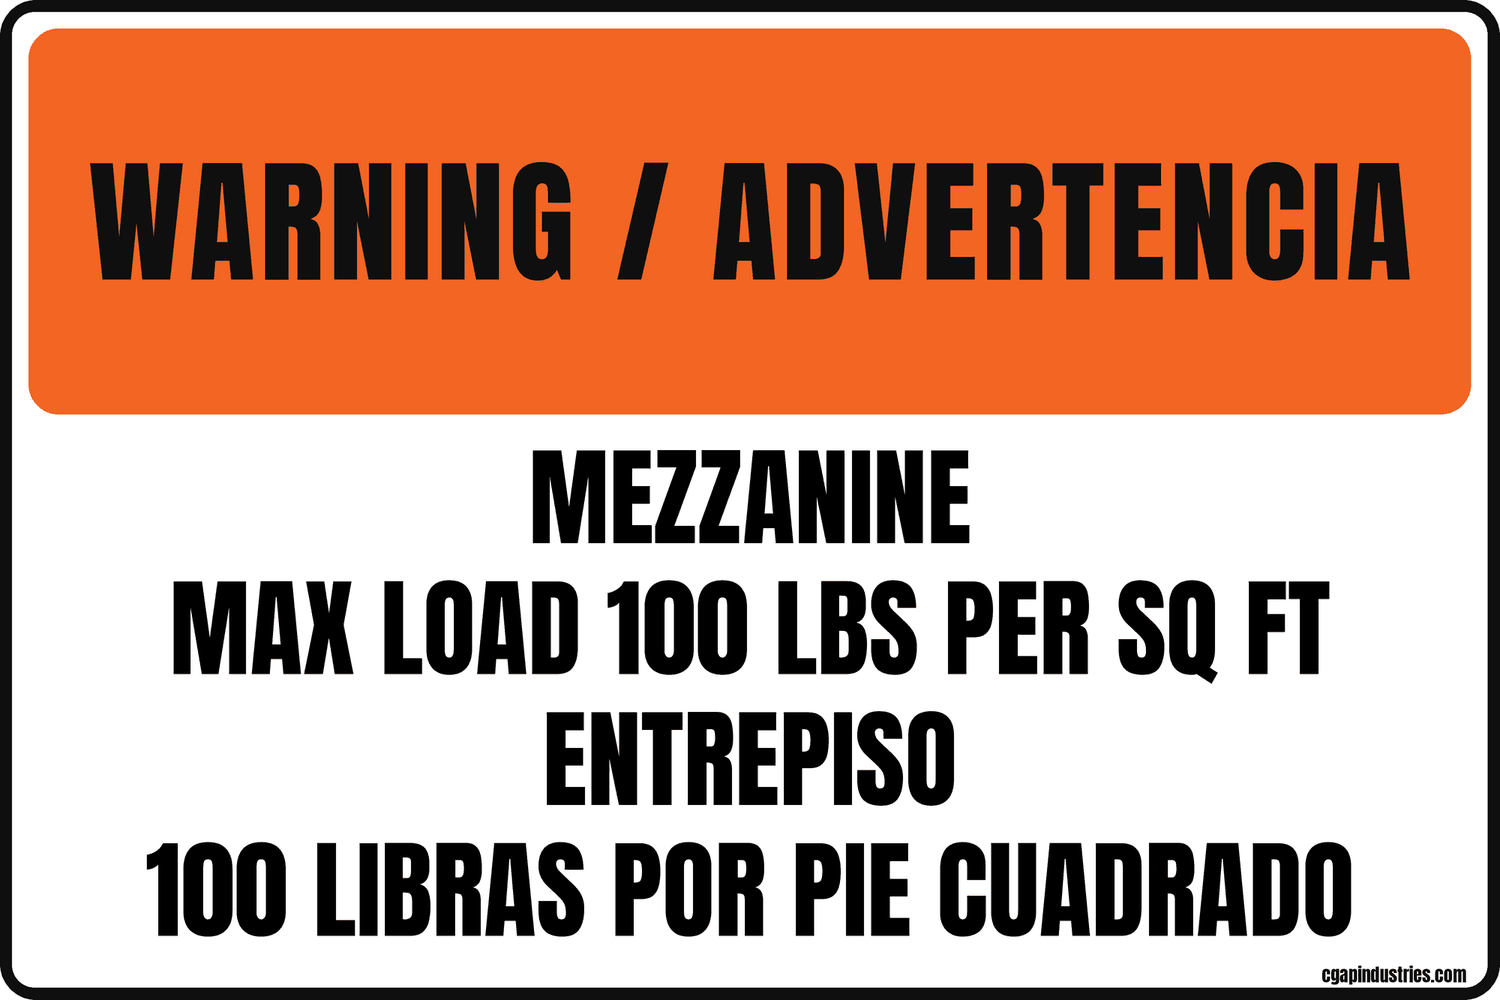 WARNING / ADVERTENCIA
MEZZANINE
MAX LOAD 100 LBS PER SQ FT
ENTREPISO
100 LIBRAS POR PIE CUADRADO
cgapindustries.com